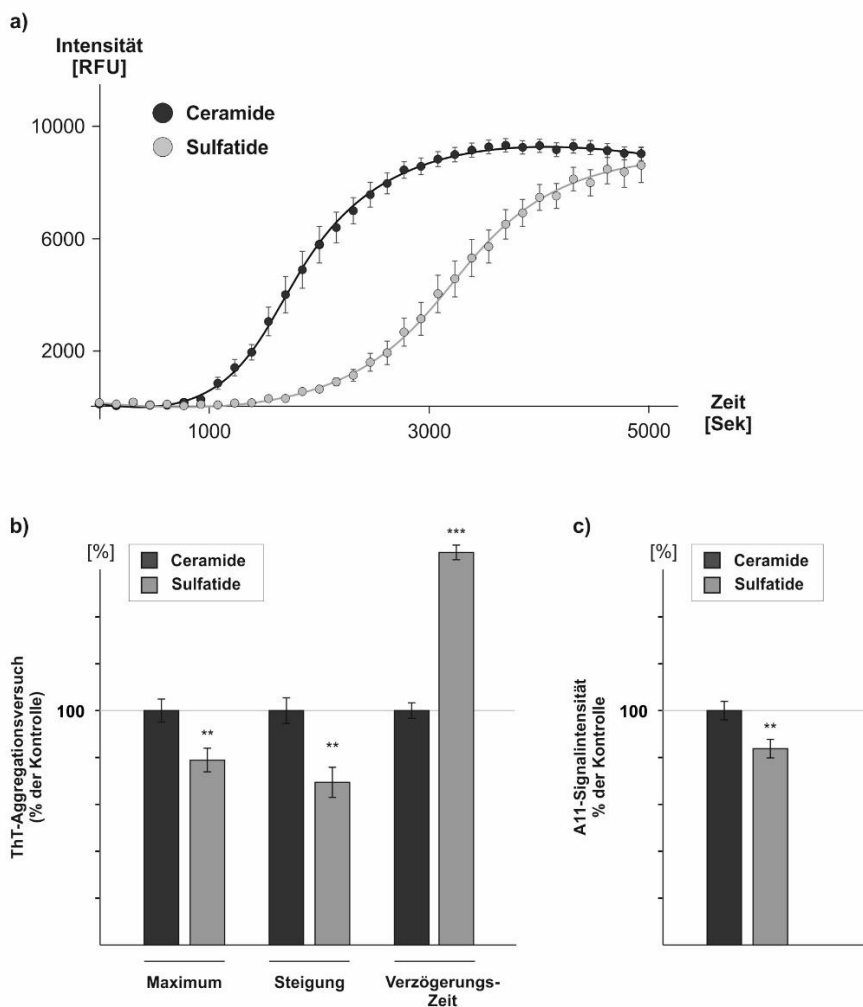 a)
Intensität
[RFU]
10000
6000
2000
Ceramide
Sulfatide
1000
3000
5000
Zeit
[Sek]
b)
[%]
Ceramide
Sulfatide
ThT-Aggregationsversuch
(% der Kontrolle)
100
**
**
***
Maximum
Steigung
Verzögerungs-
Zeit
c)
[%]
Ceramide
Sulfatide
A11-Signalintensität
% der Kontrolle
100
**